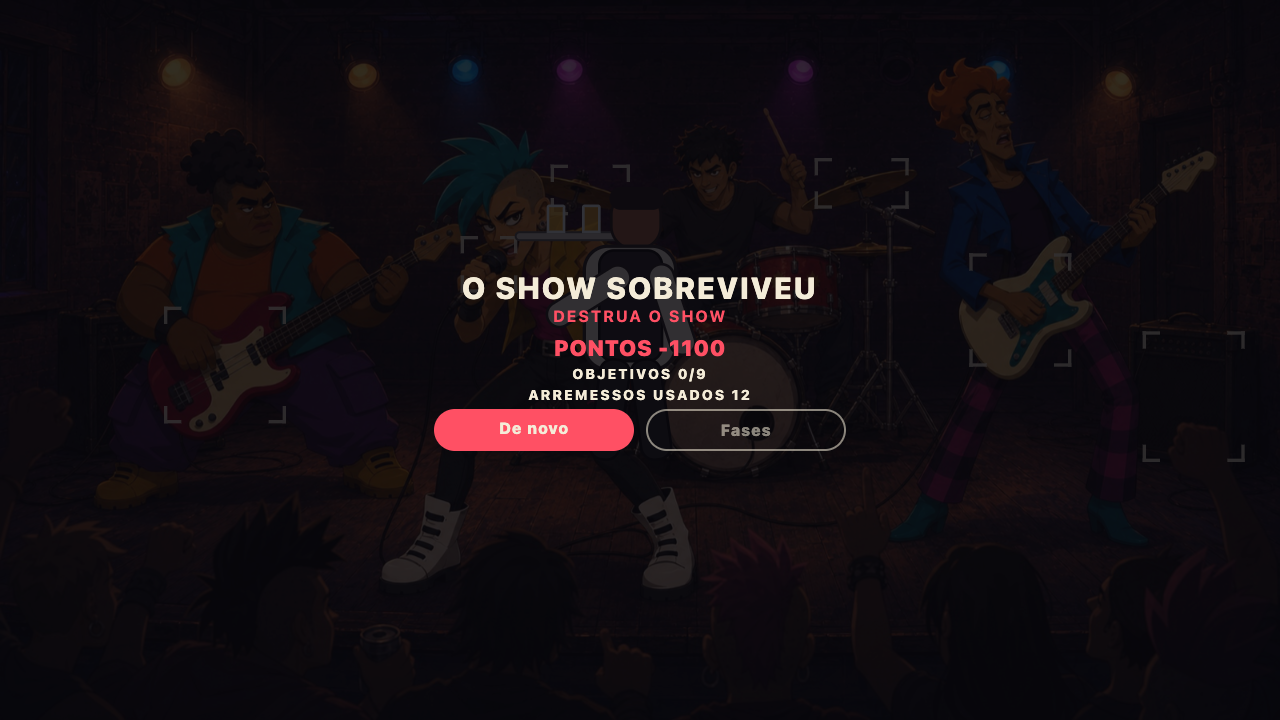 O SHOW SOBREVIVEU
DESTRUA O SHOW
PONTOS -1100
OBJETIVOS 0/9
ARREMESSOS USADOS 12
De novo
Fases